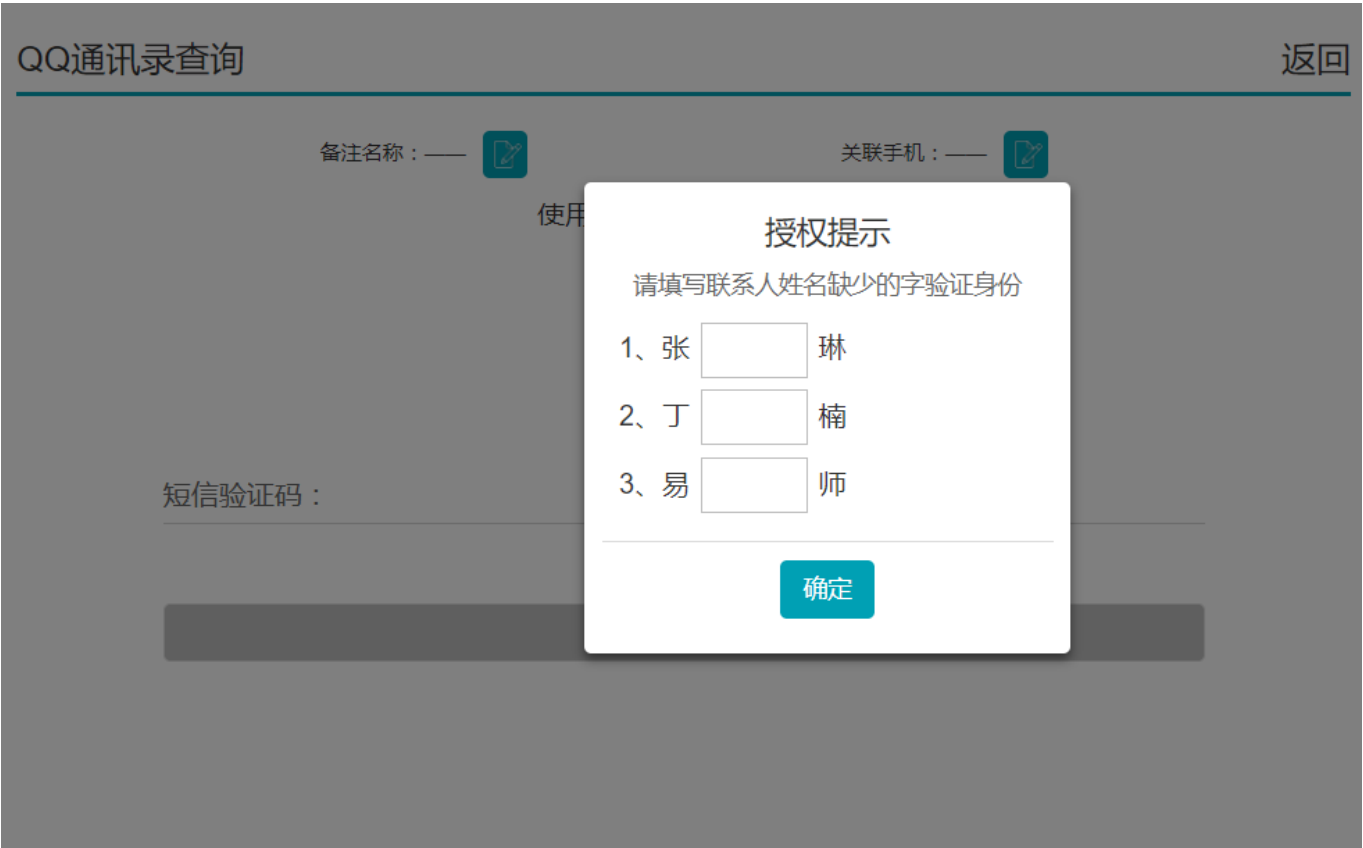 QQ通讯录查询 返回
备注名称：—— 关联手机：——
使用
授权提示
请填写联系人姓名缺少的字验证身份
1、张 琳
2、丁 楠
3、易 师
短信验证码：
确定